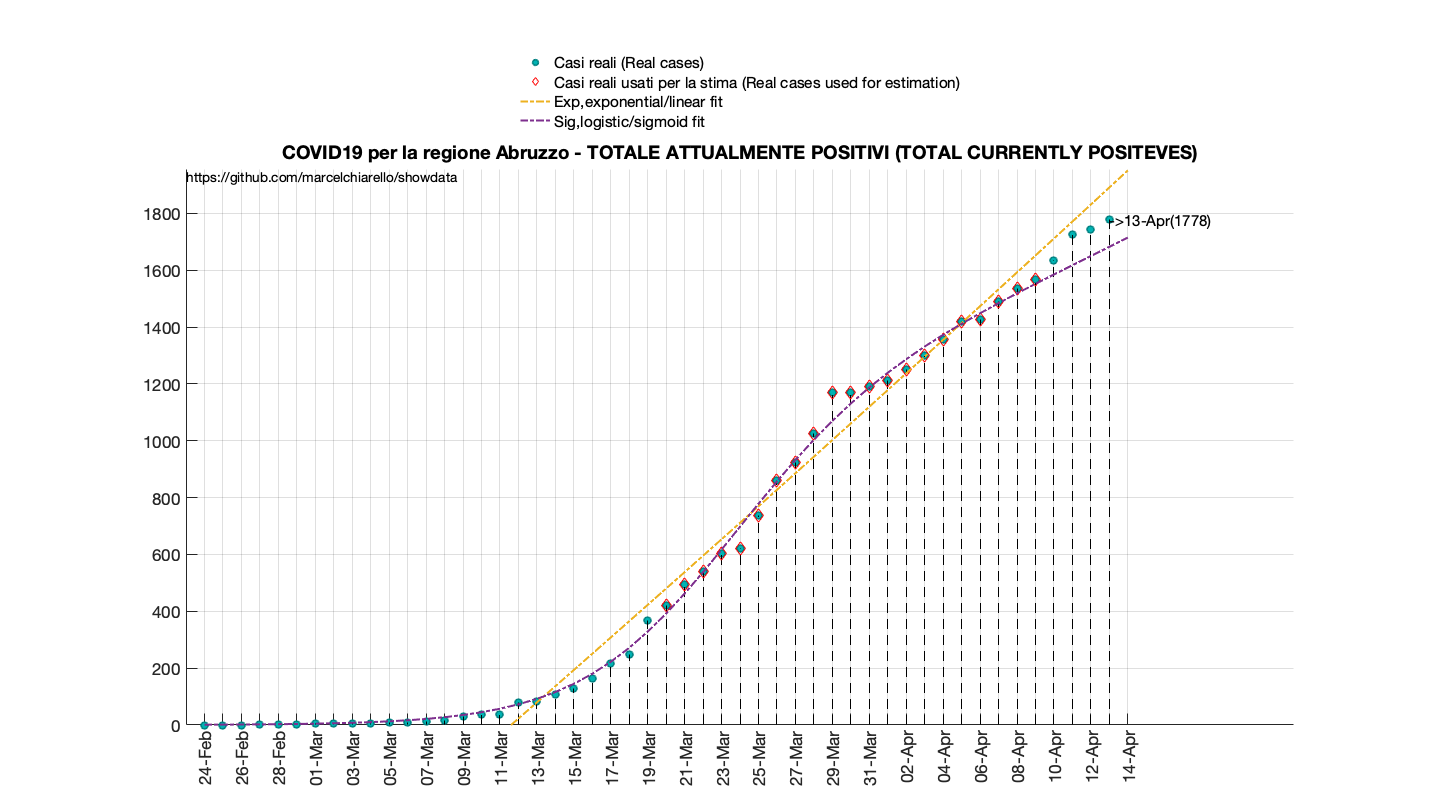 Casi reali (Real cases)
Casi reali usati per la stima (Real cases used for estimation)
Exp,exponential/linear fit
Sig,logistic/sigmoid fit
COVID19 per la regione Abruzzo - TOTALE ATTUALMENTE POSITIVI (TOTAL CURRENTLY POSITEVES)
https://github.com/marcelchiarello/showdata
1800
1600
1400
1200
1000
800
600
400
200
0
>13-Apr(1778)
24-Feb
26-Feb
28-Feb
01-Mar
03-Mar
05-Mar
07-Mar
09-Mar
11-Mar
13-Mar
15-Mar
17-Mar
19-Mar
21-Mar
23-Mar
25-Mar
27-Mar
29-Mar
31-Mar
02-Apr
04-Apr
06-Apr
08-Apr
10-Apr
12-Apr
14-Apr